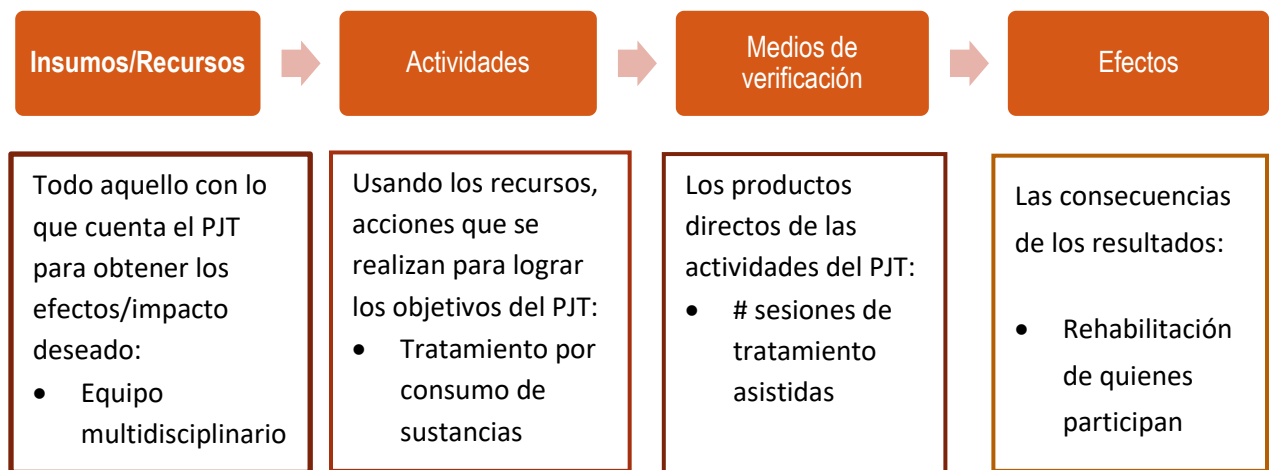 Insumos/Recursos
Actividades
Medios de
verificación
Efectos
Todo aquello con lo
que cuenta el PJT
para obtener los
efectos/impacto
deseado:
• Equipo
multidisciplinario
Usando los recursos,
acciones que se
realizan para lograr
los objetivos del PJT:
• Tratamiento por
consumo de
sustancias
Los productos
directos de las
actividades del PJT:
• # sesiones de
tratamiento
asistidas
Las consecuencias
de los resultados:
• Rehabilitación
de quienes
participan